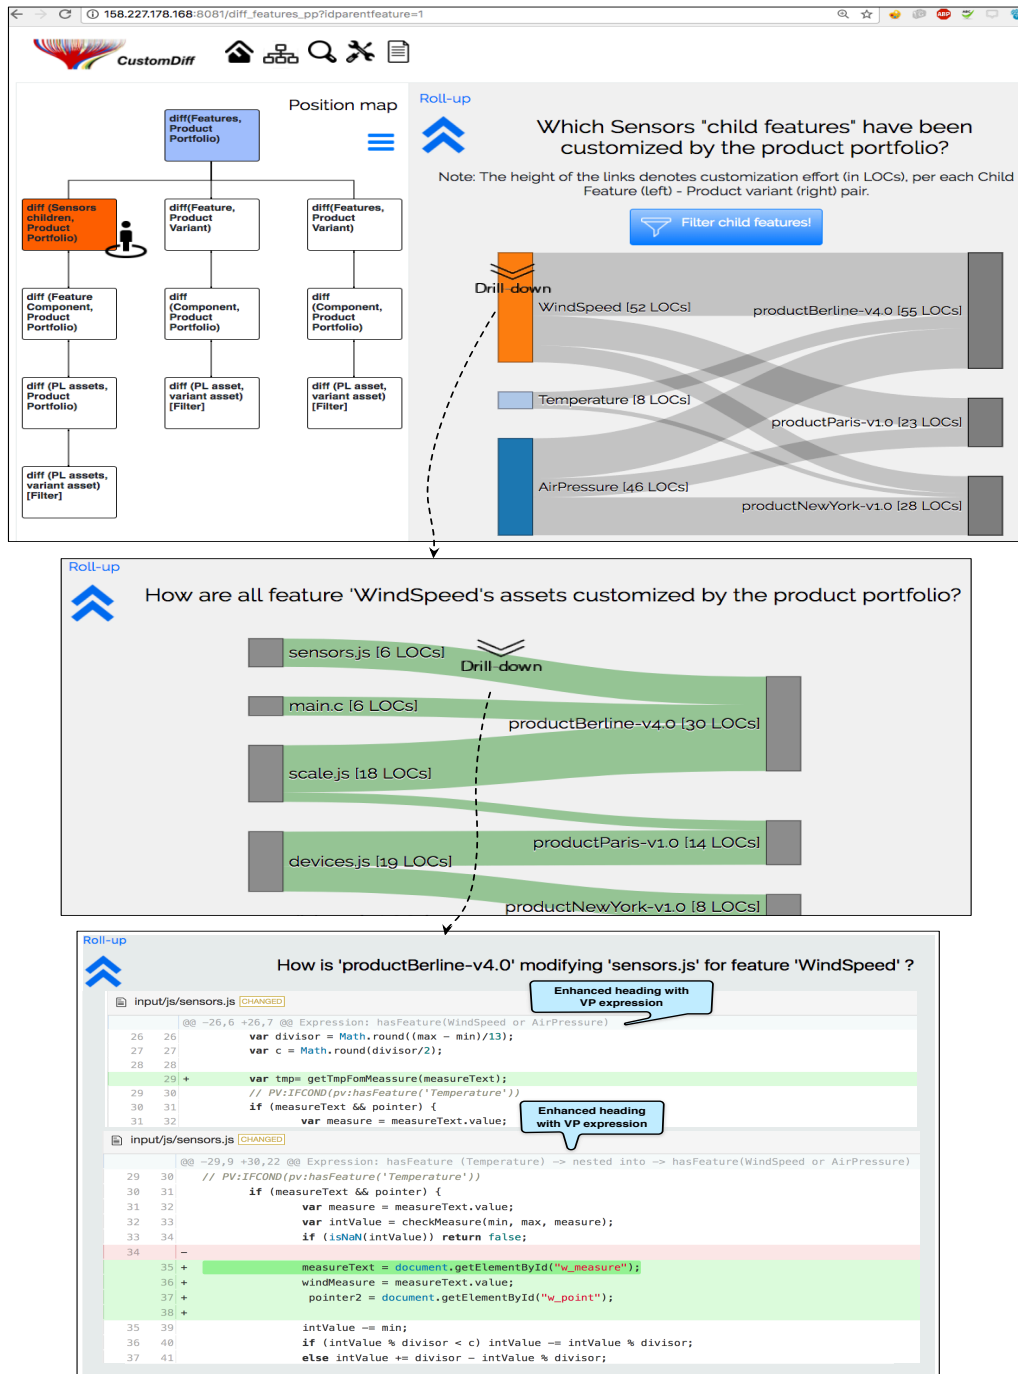 158.227.178.168:8081/diff_features_pp?idparentfeature=1
ABP
CustomDiff
Position map
diff(Features,
Product
Portfolio)
diff (Sensors
children,
Product
Portfolio)
diff(Feature,
Product
Variant)
diff(Features,
Product
Variant)
diff (Feature
Component,
Product
Portfolio)
diff
(Component,
Product
Portfolio)
diff
(Component,
Product
Portfolio)
diff (PL assets,
Product
Portfolio)
diff (PL asset,
variant asset)
[Filter]
diff (PL asset,
variant asset)
[Filter]
diff (PL assets,
variant asset)
[Filter]
Roll-up
Which Sensors "child features" have been
customized by the product portfolio?
Note: The height of the links denotes customization effort (in LOCs), per each Child
Feature (left) - Product variant (right) pair.
Filter child features!
Drill-down
WindSpeed [52 LOCs]
productBerline-v4.0 [55 LOCs]
Temperature [8 LOCs]
productParis-v1.0 [23 LOCs]
AirPressure [46 LOCs]
productNewYork-v1.0 [28 LOCs]
Roll-up
How are all feature 'WindSpeed's assets customized by the product portfolio?
sensors.js [6 LOCs]
Drill-down
main.c [6 LOCs]
productBerline-v4.0 [30 LOCs]
scale.js [18 LOCs]
productParis-v1.0 [14 LOCs]
devices.js [19 LOCs]
productNewYork-v1.0 [8 LOCs]
Roll-up
How is 'productBerline-v4.0' modifying 'sensors.js' for feature 'WindSpeed' ?
Enhanced heading with
VP expression
input/js/sensors.js CHANGED
@@ -26,6 +26,7 @@ Expression: hasFeature(WindSpeed or AirPressure)
26 26 var divisor = Math.round((max - min)/13);
27 27 var c = Math.round(divisor/2);
28 28
29 + var tmp= getTmpFomMeassure(measureText);
29 30 // PV:IFCOND(pv:hasFeature('Temperature'))
30 31 if (measureText && pointer) {
31 32 var measure = measureText.value;
Enhanced heading
with VP expression
input/js/sensors.js CHANGED
@@ -29,9 +30,22 @@ Expression: hasFeature (Temperature) -> nested into -> hasFeature(WindSpeed or AirPressure)
29 30 // PV:IFCOND(pv:hasFeature('Temperature'))
30 31 if (measureText && pointer) {
31 32 var measure = measureText.value;
32 33 var intValue = checkMeasure(min, max, measure);
33 34 if (isNaN(intValue)) return false;
34 -
35 + measureText = document.getElementById("w_measure");
36 + windMeasure = measureText.value;
37 + pointer2 = document.getElementById("w_point");
38 +
35 39 intValue -= min;
36 40 if (intValue % divisor < c) intValue -= intValue % divisor;
37 41 else intValue += divisor - intValue % divisor;